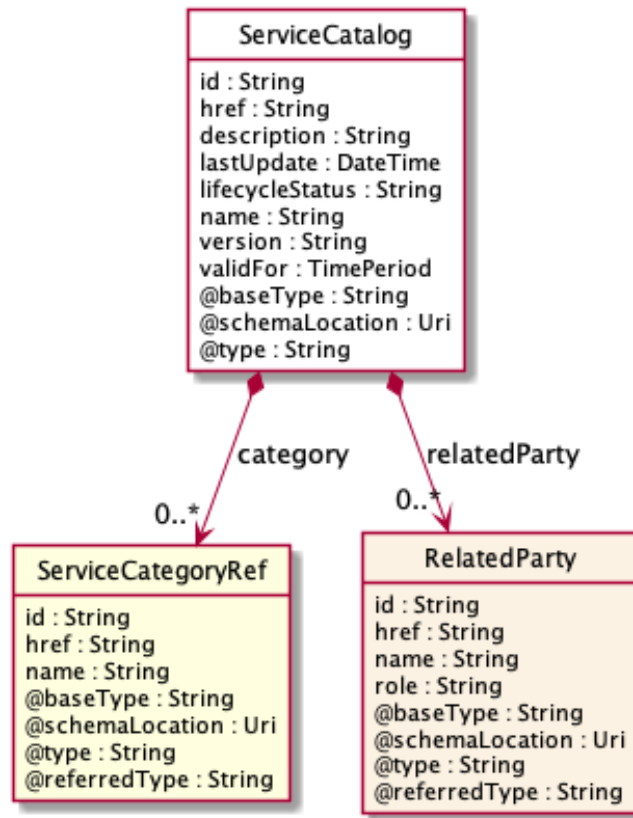 ServiceCatalog
id : String
href : String
description : String
lastUpdate : DateTime
lifecycleStatus : String
name : String
version : String
validFor : TimePeriod
@baseType : String
@schemaLocation : Uri
@type : String
category
relatedParty
0..*
0..*
ServiceCategoryRef
id : String
href : String
name : String
@baseType : String
@schemaLocation : Uri
@type : String
@referredType : String
RelatedParty
id : String
href : String
name : String
role : String
@baseType : String
@schemaLocation : Uri
@type : String
@referredType : String